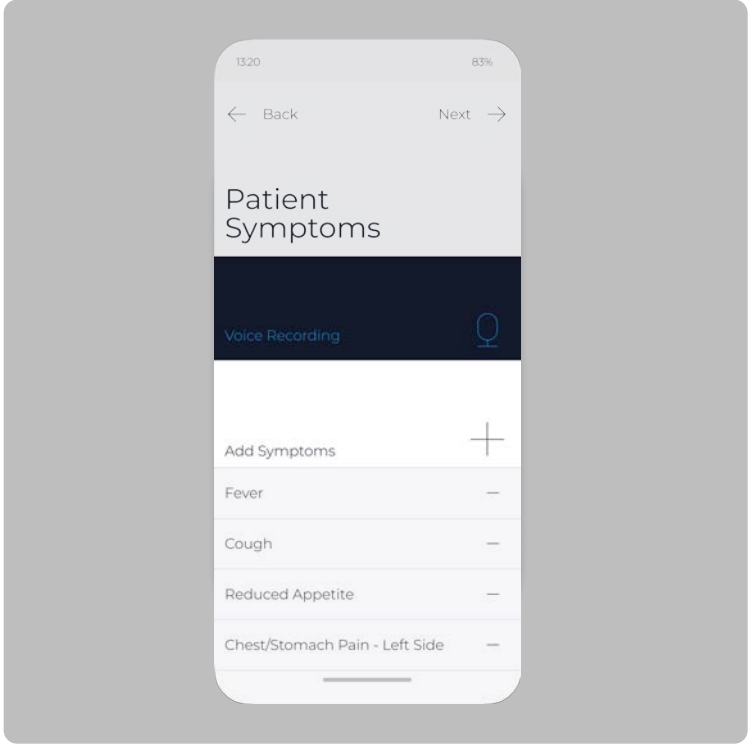 13:20 83%
Back Next
Patient
Symptoms
Voice Recording
Add Symptoms
Fever
Cough
Reduced Appetite
Chest/Stomach Pain - Left Side